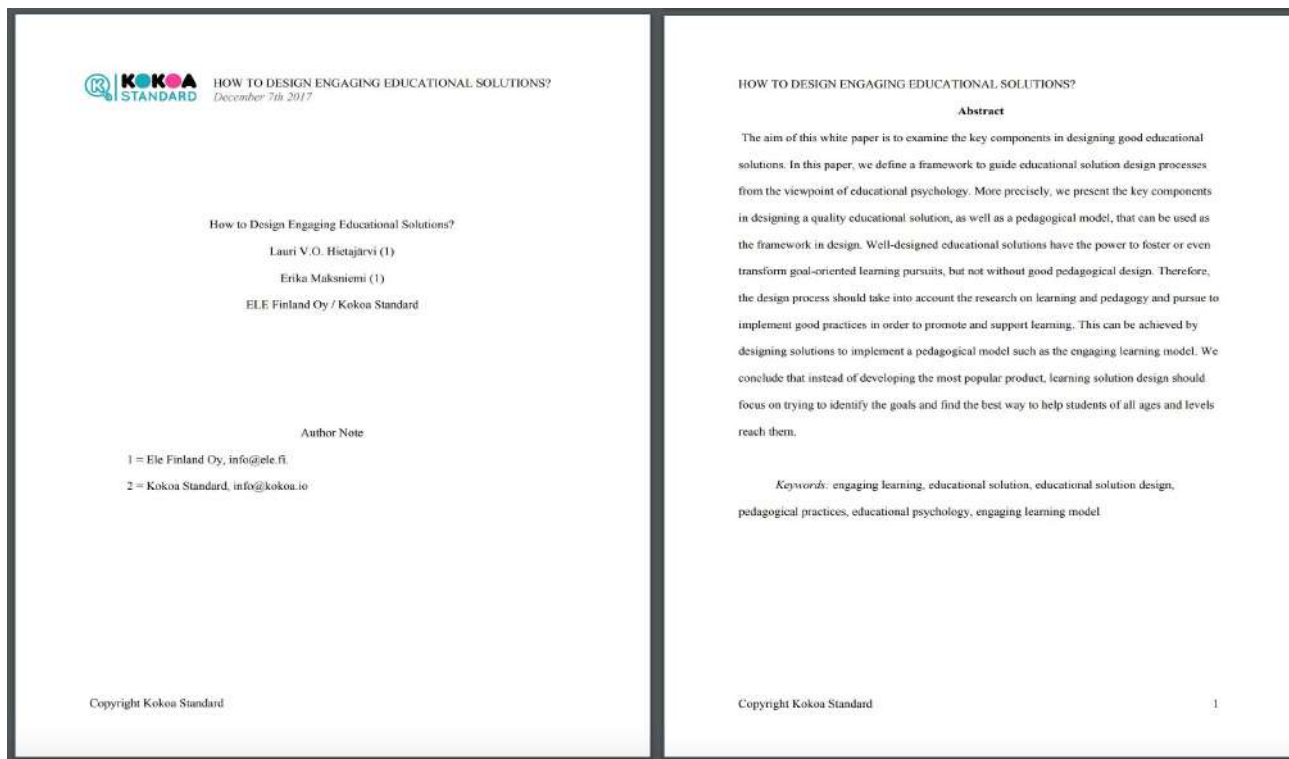 KOKOA
STANDARD
HOW TO DESIGN ENGAGING EDUCATIONAL SOLUTIONS?
December 7th 2017
How to Design Engaging Educational Solutions?
Lauri V.O. Hietajärvi (1)
Erika Maksniemi (1)
ELE Finland Oy / Kokoa Standard
Author Note
1 = Ele Finland Oy, info@ele.fi.
2 = Kokoa Standard, info@kokoa.io
Copyright Kokoa Standard
HOW TO DESIGN ENGAGING EDUCATIONAL SOLUTIONS?
Abstract
The aim of this white paper is to examine the key components in designing good educational
solutions. In this paper, we define a framework to guide educational solution design processes
from the viewpoint of educational psychology. More precisely, we present the key components
in designing a quality educational solution, as well as a pedagogical model, that can be used as
the framework in design. Well-designed educational solutions have the power to foster or even
transform goal-oriented learning pursuits, but not without good pedagogical design. Therefore,
the design process should take into account the research on learning and pedagogy and pursue to
implement good practices in order to promote and support learning. This can be achieved by
designing solutions to implement a pedagogical model such as the engaging learning model. We
conclude that instead of developing the most popular product, learning solution design should
focus on trying to identify the goals and find the best way to help students of all ages and levels
reach them.
Keywords: engaging learning, educational solution, educational solution design,
pedagogical practices, educational psychology, engaging learning model
Copyright Kokoa Standard 1